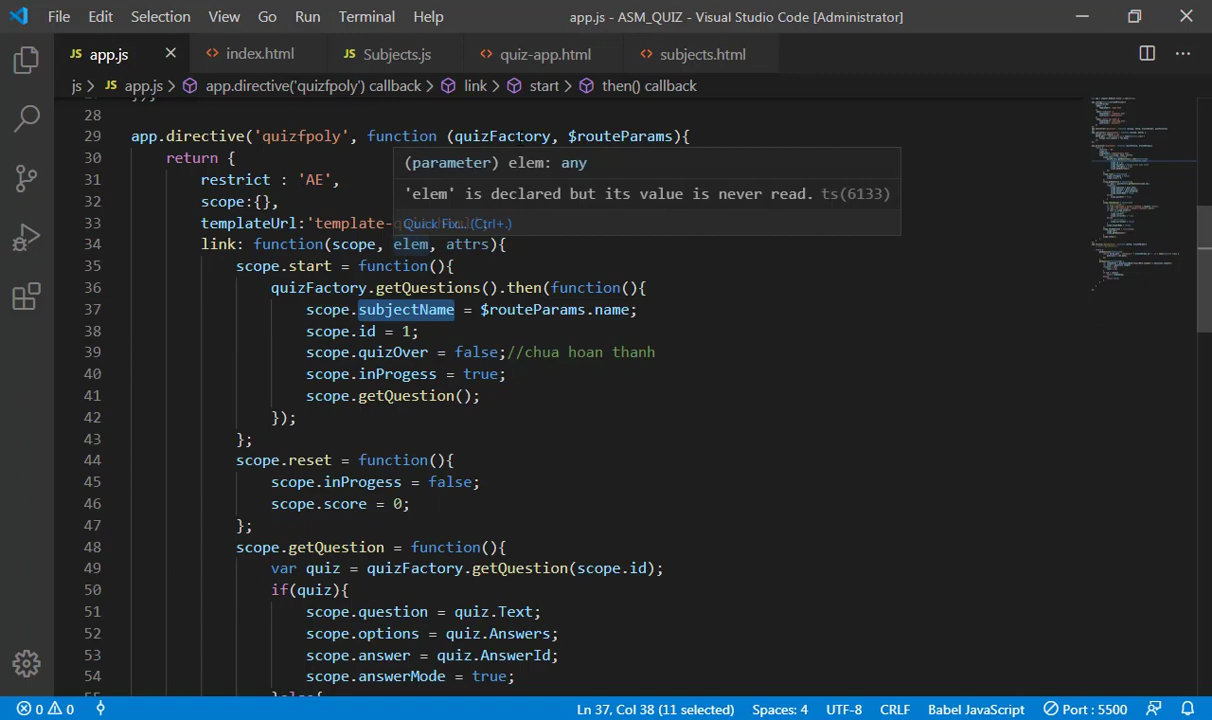 File Edit Selection View Go Run Terminal Help app.js - ASM_QUIZ - Visual Studio Code [Administrator]
JS app.js <> index.html JS Subjects.js <> quiz-app.html <> subjects.html ...
js > JS app.js > app.directive('quizfpoly') callback > link > start > then() callback
28
29 app.directive('quizfpoly', function (quizFactory, $routeParams){
30 return {
(parameter) elem: any
31 restrict : 'AE',
'elem' is declared but its value is never read. ts(6133)
32 scope:{},
33 templateUrl:'template-
Quick Fix... (Ctrl+.)
34 link: function(scope, elem, attrs){
35 scope.start = function(){
36 quizFactory.getQuestions().then(function(){
37 scope.subjectName = $routeParams.name;
38 scope.id = 1;
39 scope.quizOver = false;//chua hoan thanh
40 scope.inProgess = true;
41 scope.getQuestion();
42 });
43 };
44 scope.reset = function(){
45 scope.inProgess = false;
46 scope.score = 0;
47 };
48 scope.getQuestion = function(){
49 var quiz = quizFactory.getQuestion(scope.id);
50 if(quiz){
51 scope.question = quiz.Text;
52 scope.options = quiz.Answers;
53 scope.answer = quiz.AnswerId;
54 scope.answerMode = true;
55 }else{
0 0 Ln 37, Col 38 (11 selected) Spaces: 4 UTF-8 CRLF Babel JavaScript Port : 5500